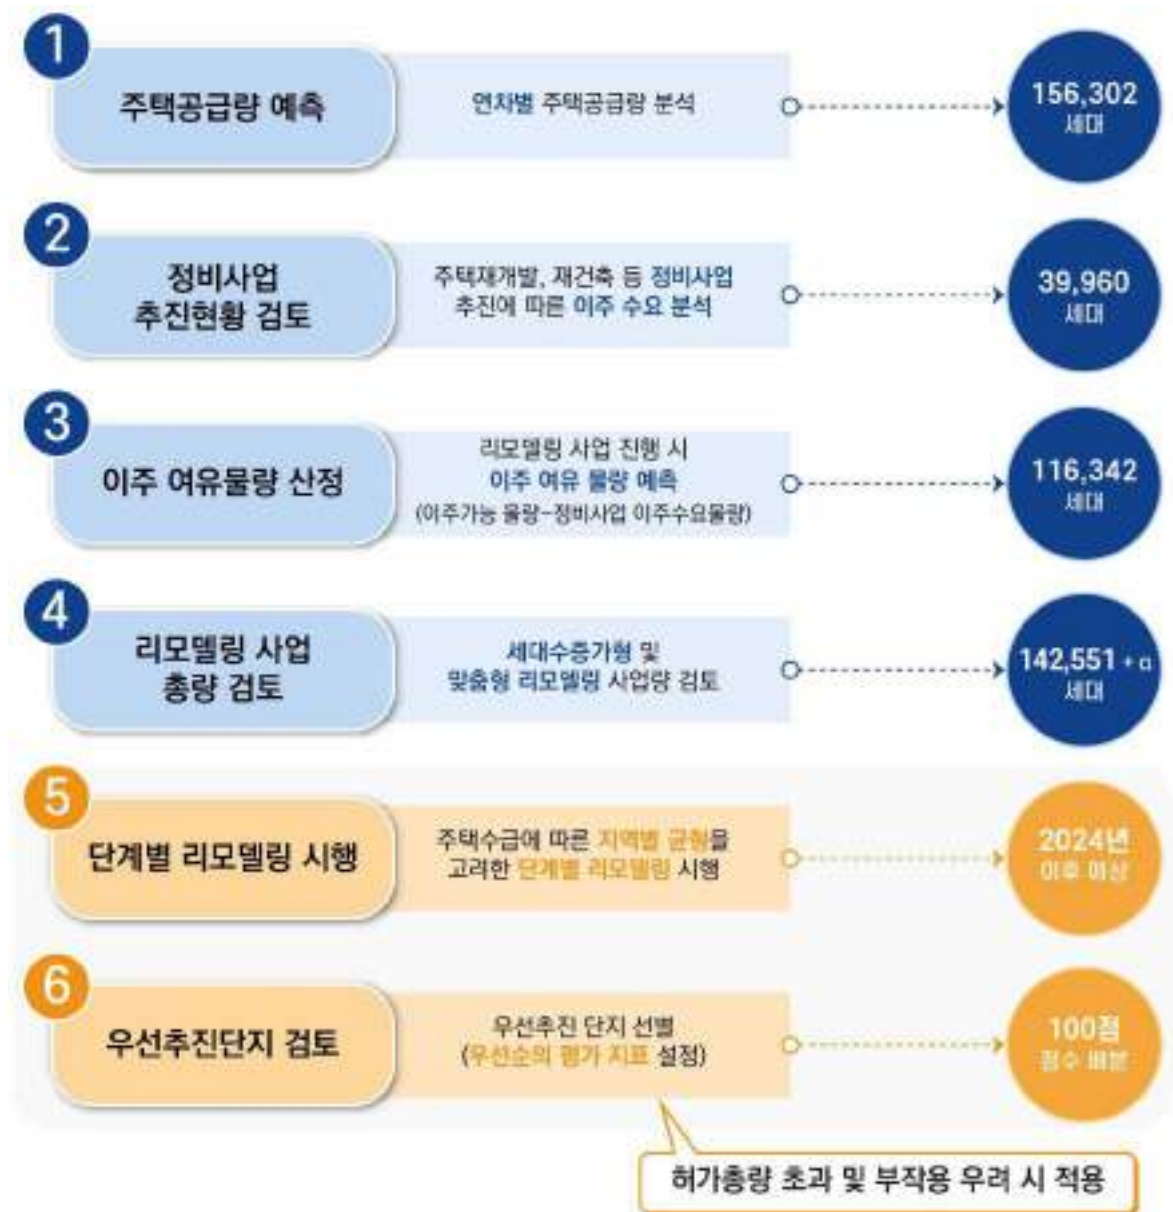 1
주택공급량 예측
연차별 주택공급량 분석
156,302
세대
2
정비사업
추진현황 검토
주택재개발, 재건축 등 정비사업
추진에 따른 이주 수요 분석
39,960
세대
3
이주 여유물량 산정
리모델링 사업 진행 시
이주 여유 물량 예측
(이주가능 물량-정비사업 이주수요물량)
116,342
세대
4
리모델링 사업
총량 검토
세대수증가형 및
맞춤형 리모델링 사업량 검토
142,551 + α
세대
5
단계별 리모델링 시행
주택수급에 따른 지역별 균형을
고려한 단계별 리모델링 시행
2024년
이후 예상
6
우선추진단지 검토
우선추진 단지 선별
(우선순의 평가 지표 설정)
100점
점수 배분
허가총량 초과 및 부작용 우려 시 적용